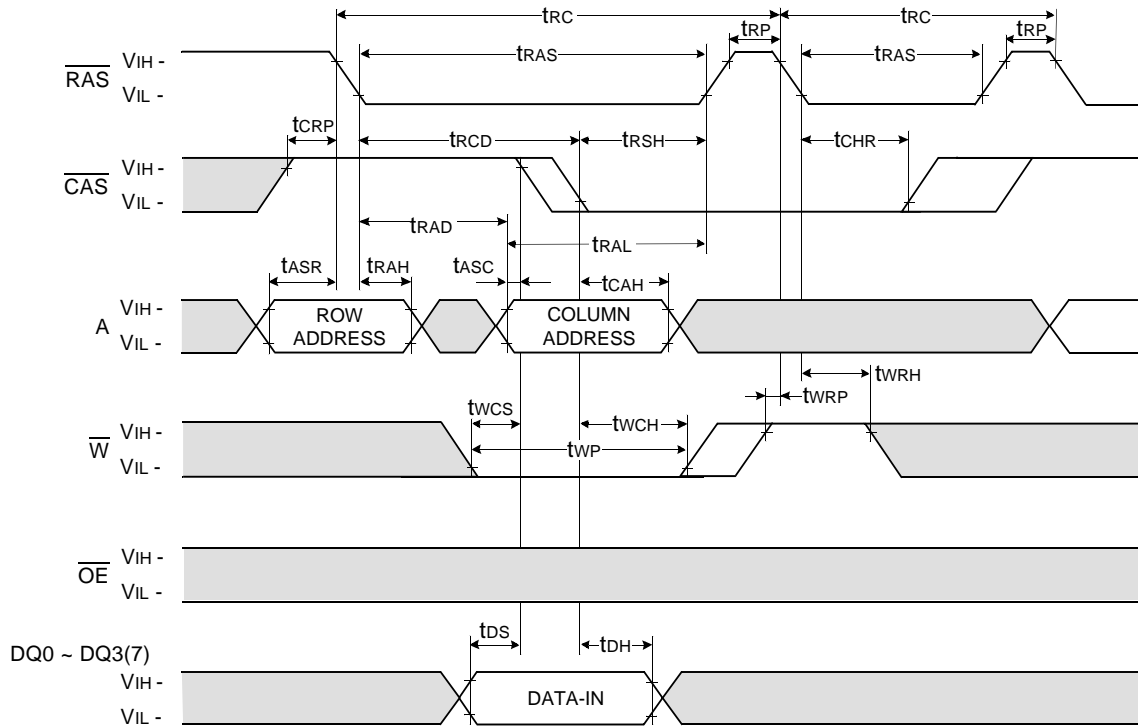 tRC tRC
tRP tRP
tRAS tRAS
RAS VIH -
VIL -
tCRP tRCD tRSH tCHR
CAS VIH -
VIL -
tRAD
tRAL
tASR tRAH tASC tCAH
A VIH -
VIL -
ROW
ADDRESS
COLUMN
ADDRESS
tWRH
tWRP
tWCS tWCH
tWP
W VIH -
VIL -
OE VIH -
VIL -
tDS tDH
DQ0 ~ DQ3(7)
VIH -
VIL -
DATA-IN